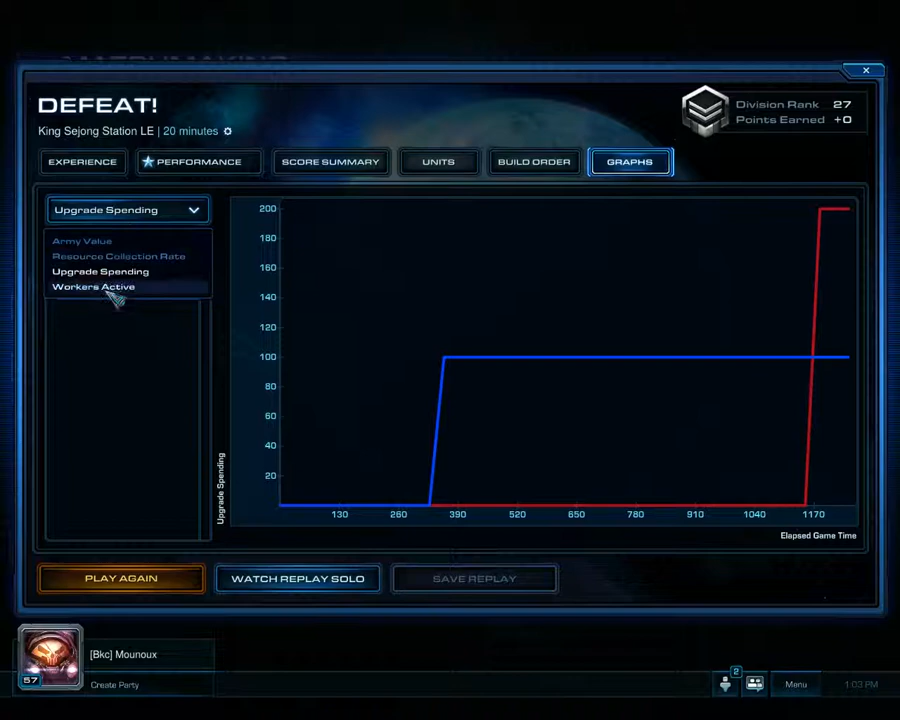 DEFEAT!
King Sejong Station LE | 20 minutes
Division Rank 27
Points Earned +0
EXPERIENCE
PERFORMANCE
SCORE SUMMARY
UNITS
BUILD ORDER
GRAPHS
Upgrade Spending
Army Value
Resource Collection Rate
Upgrade Spending
Workers Active
200
180
160
140
120
100
80
60
40
20
Upgrade Spending
130 260 390 520 650 780 910 1040 1170
Elapsed Game Time
PLAY AGAIN
WATCH REPLAY SOLO
SAVE REPLAY
[Bkc] Mounoux
57
Create Party
2
Menu
1:03 PM